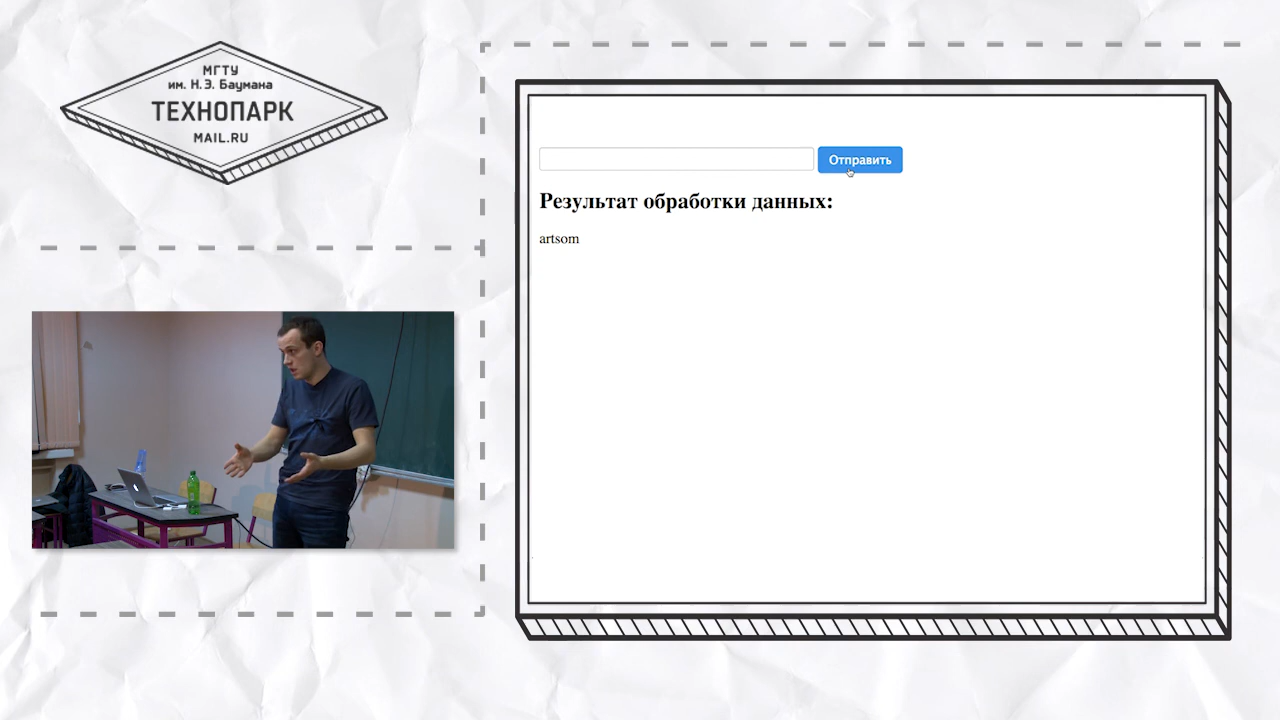 МГТУ
им. Н.Э. Баумана
ТЕХНОПАРК
MAIL.RU
Отправить
Результат обработки данных:
artsom